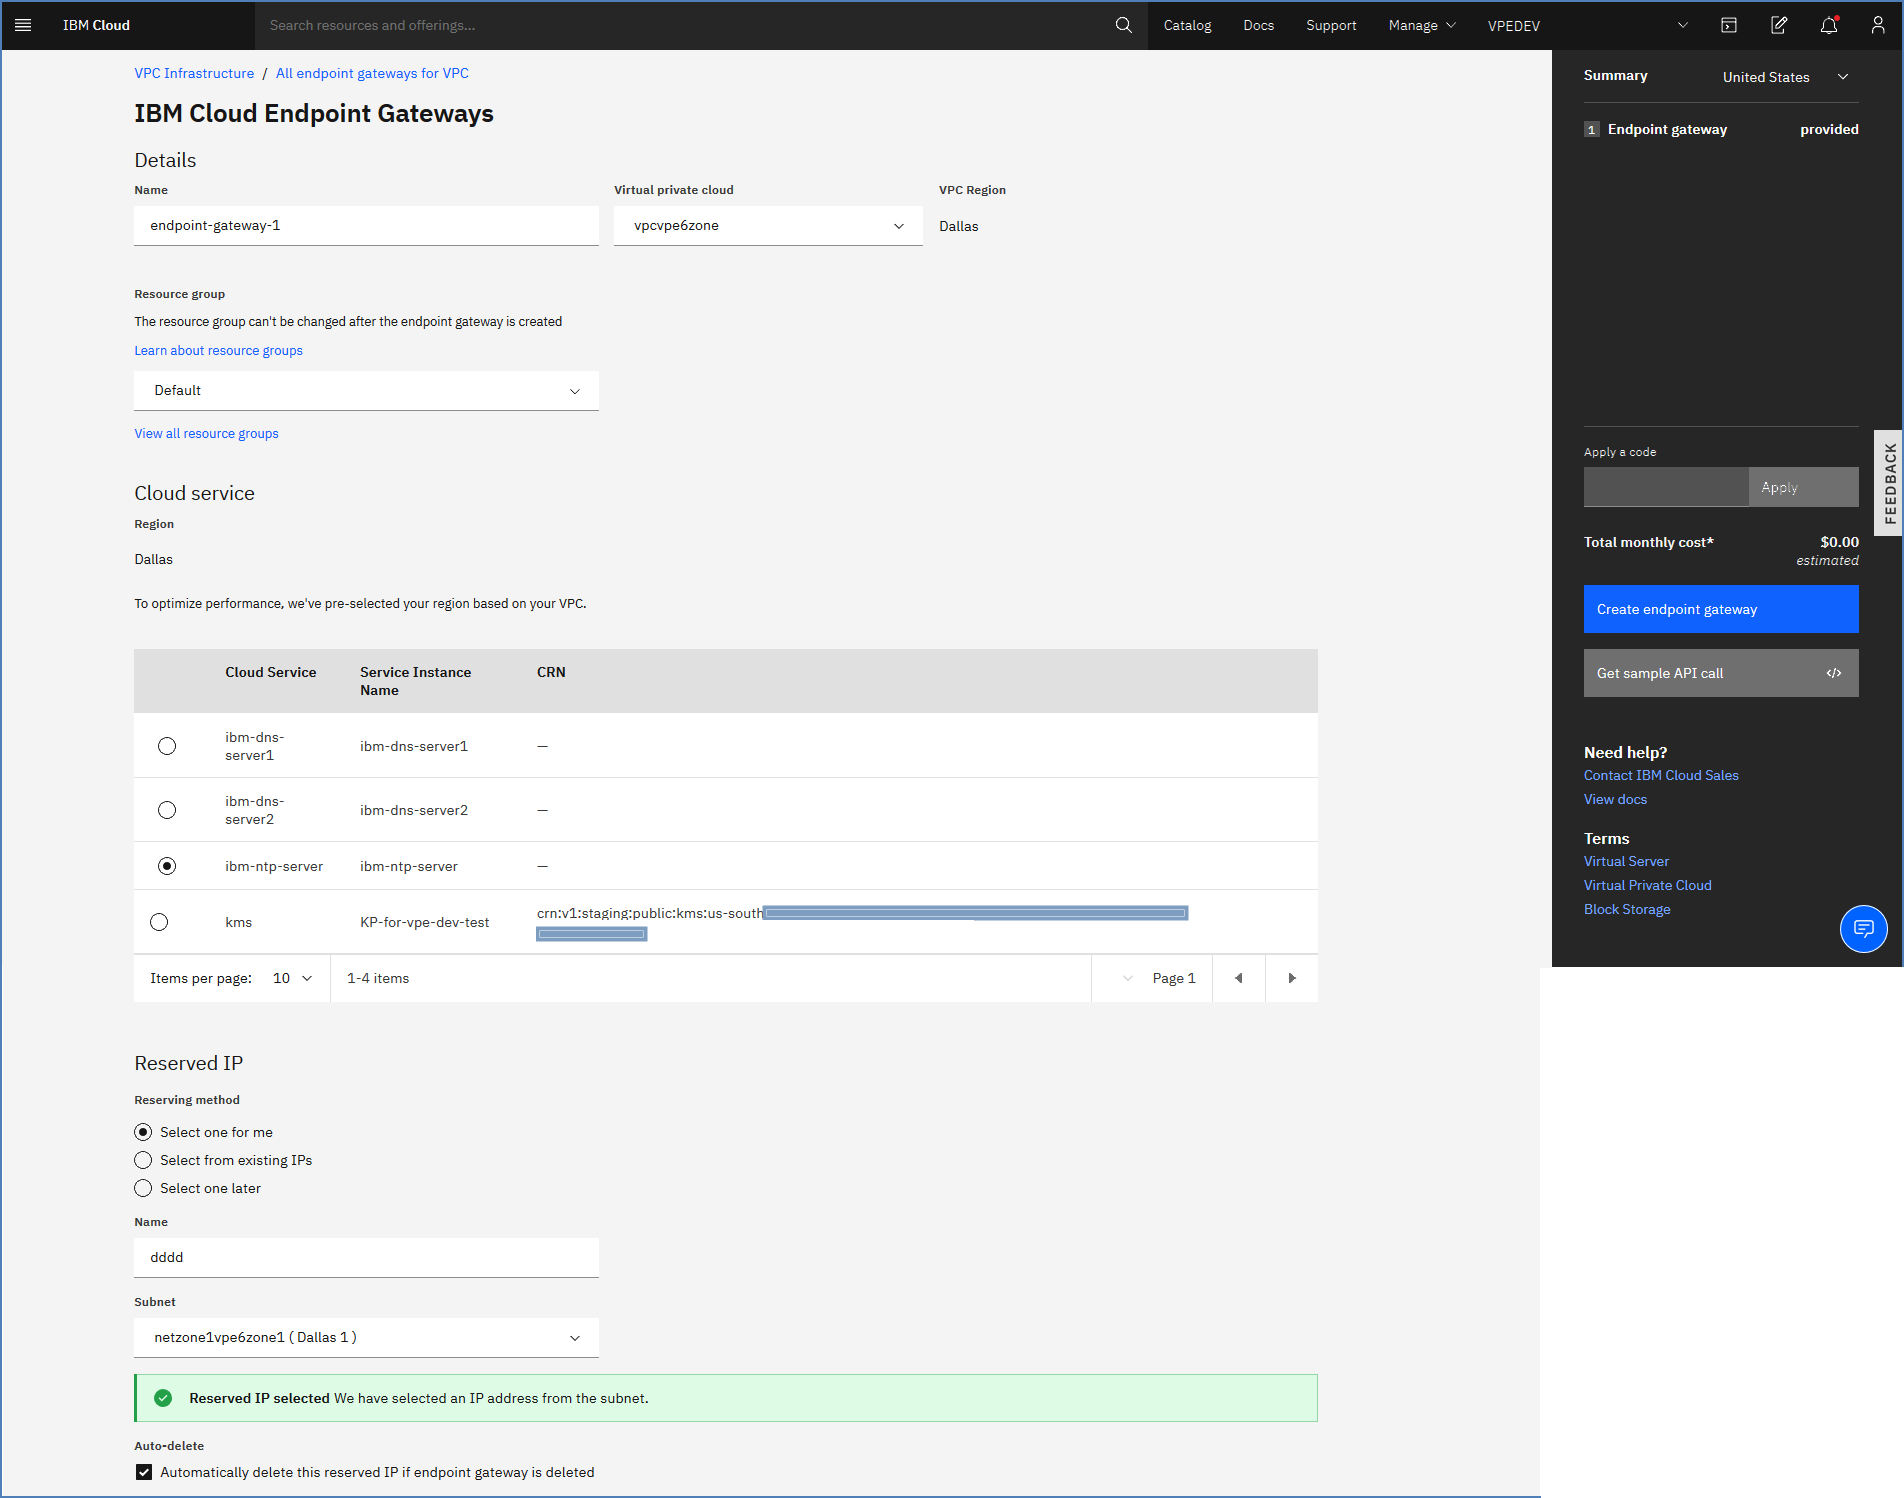 IBM Cloud
Search resources and offerings...
Catalog
Docs
Support
Manage
VPEDEV
VPC Infrastructure / All endpoint gateways for VPC
IBM Cloud Endpoint Gateways
Details
Name
Virtual private cloud
VPC Region
endpoint-gateway-1
vpcvpe6zone
Dallas
Resource group
The resource group can't be changed after the endpoint gateway is created
Learn about resource groups
Default
View all resource groups
Cloud service
Region
Dallas
To optimize performance, we've pre-selected your region based on your VPC.
Cloud Service
Service Instance
Name
CRN
ibm-dns-
server1
ibm-dns-server1
—
ibm-dns-
server2
ibm-dns-server2
—
ibm-ntp-server
ibm-ntp-server
—
kms
KP-for-vpe-dev-test
crn:v1:staging:public:kms:us-south
Items per page: 10
1-4 items
Page 1
Reserved IP
Reserving method
Select one for me
Select from existing IPs
Select one later
Name
dddd
Subnet
netzone1vpe6zone1 ( Dallas 1 )
Reserved IP selected We have selected an IP address from the subnet.
Auto-delete
Automatically delete this reserved IP if endpoint gateway is deleted
Summary
United States
1 Endpoint gateway
provided
Apply a code
Apply
FEEDBACK
Total monthly cost*
$0.00
estimated
Create endpoint gateway
Get sample API call
Need help?
Contact IBM Cloud Sales
View docs
Terms
Virtual Server
Virtual Private Cloud
Block Storage